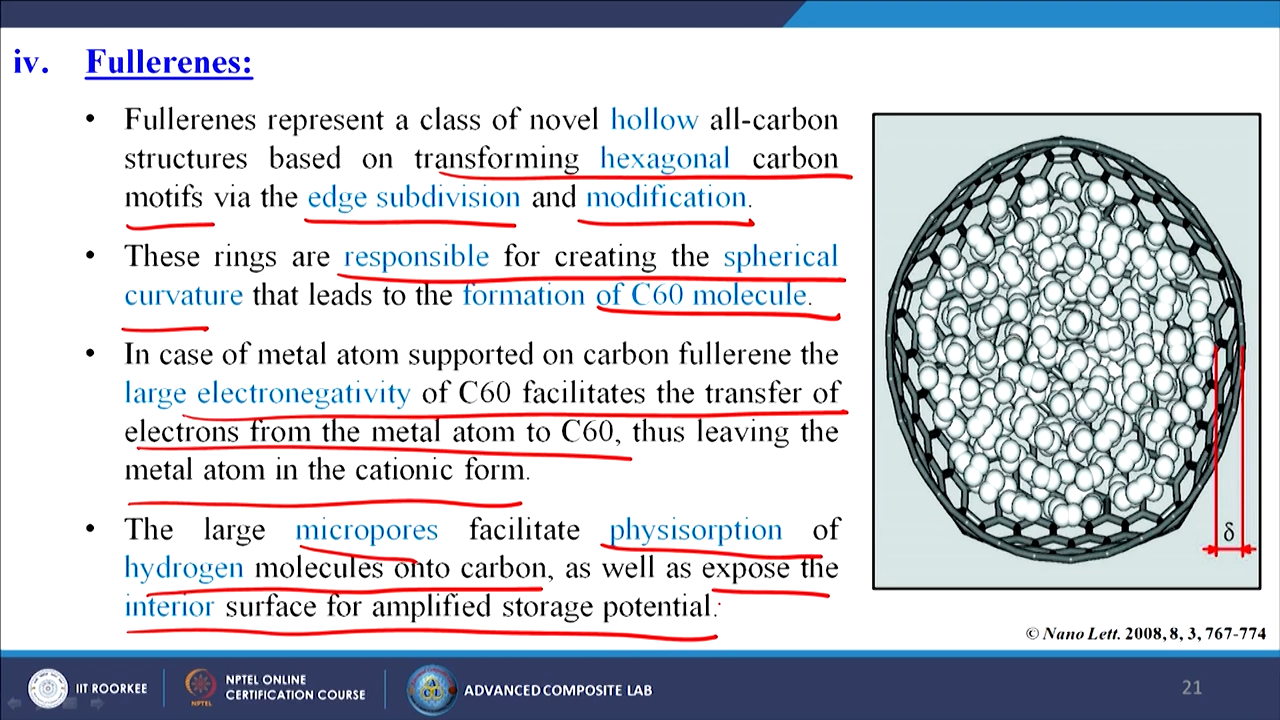 iv. Fullerenes:
• Fullerenes represent a class of novel hollow all-carbon
structures based on transforming hexagonal carbon
motifs via the edge subdivision and modification.
• These rings are responsible for creating the spherical
curvature that leads to the formation of C60 molecule.
• In case of metal atom supported on carbon fullerene the
large electronegativity of C60 facilitates the transfer of
electrons from the metal atom to C60, thus leaving the
metal atom in the cationic form.
• The large micropores facilitate physisorption of
hydrogen molecules onto carbon, as well as expose the
interior surface for amplified storage potential.
δ
© Nano Lett. 2008, 8, 3, 767-774
IIT ROORKEE
NPTEL
NPTEL ONLINE
CERTIFICATION COURSE
ACL
ADVANCED COMPOSITE LAB
21